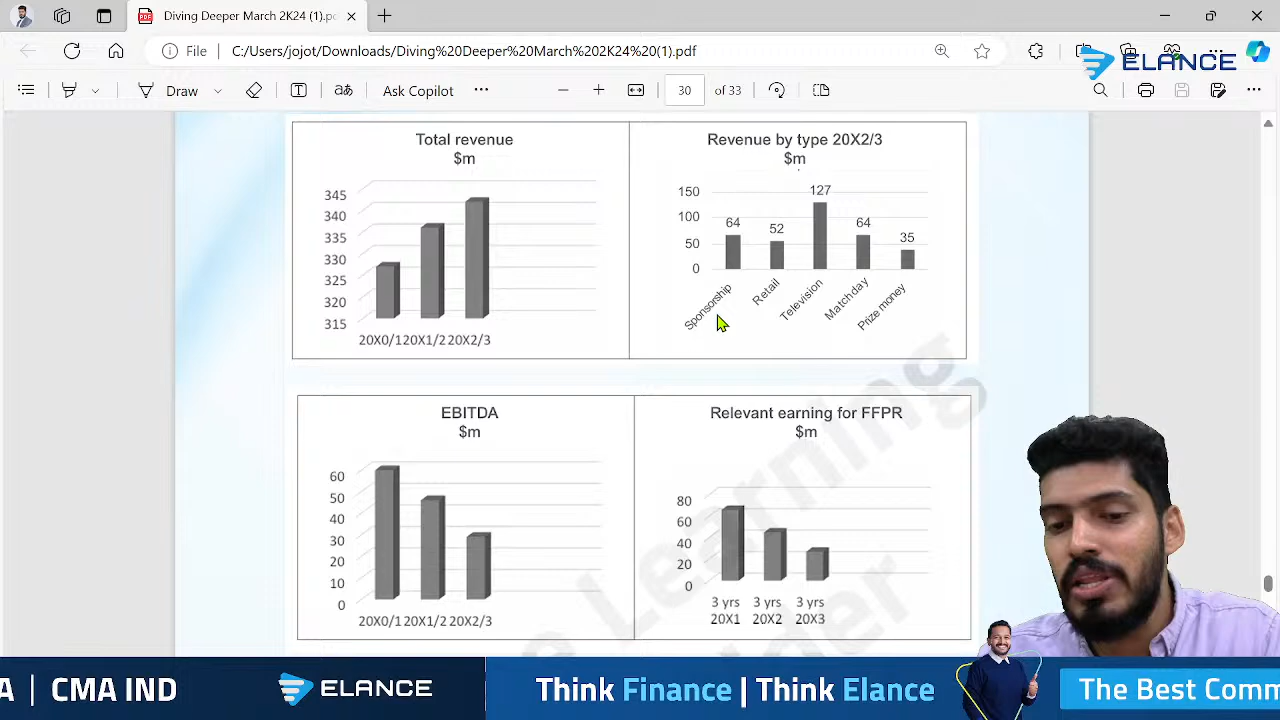 Diving Deeper March 2K24 (1).pdf
File
C:/Users/jojot/Downloads/Diving%20Deeper%20March%202K24%20(1).pdf
ELANCE
Draw
Ask Copilot
30
of 33
Total revenue
$m
345
340
335
330
325
320
315
20X0/1 20X1/2 20X2/3
Revenue by type 20X2/3
$m
150
100
50
0
64
52
127
64
35
Sponsorship
Retail
Television
Matchday
Prize money
EBITDA
$m
60
50
40
30
20
10
0
20X0/1 20X1/2 20X2/3
Relevant earning for FFPR
$m
80
60
40
20
0
3 yrs 3 yrs 3 yrs
20X1 20X2 20X3
Learning
A | CMA IND
ELANCE
Think Finance | Think Elance
The Best Comm